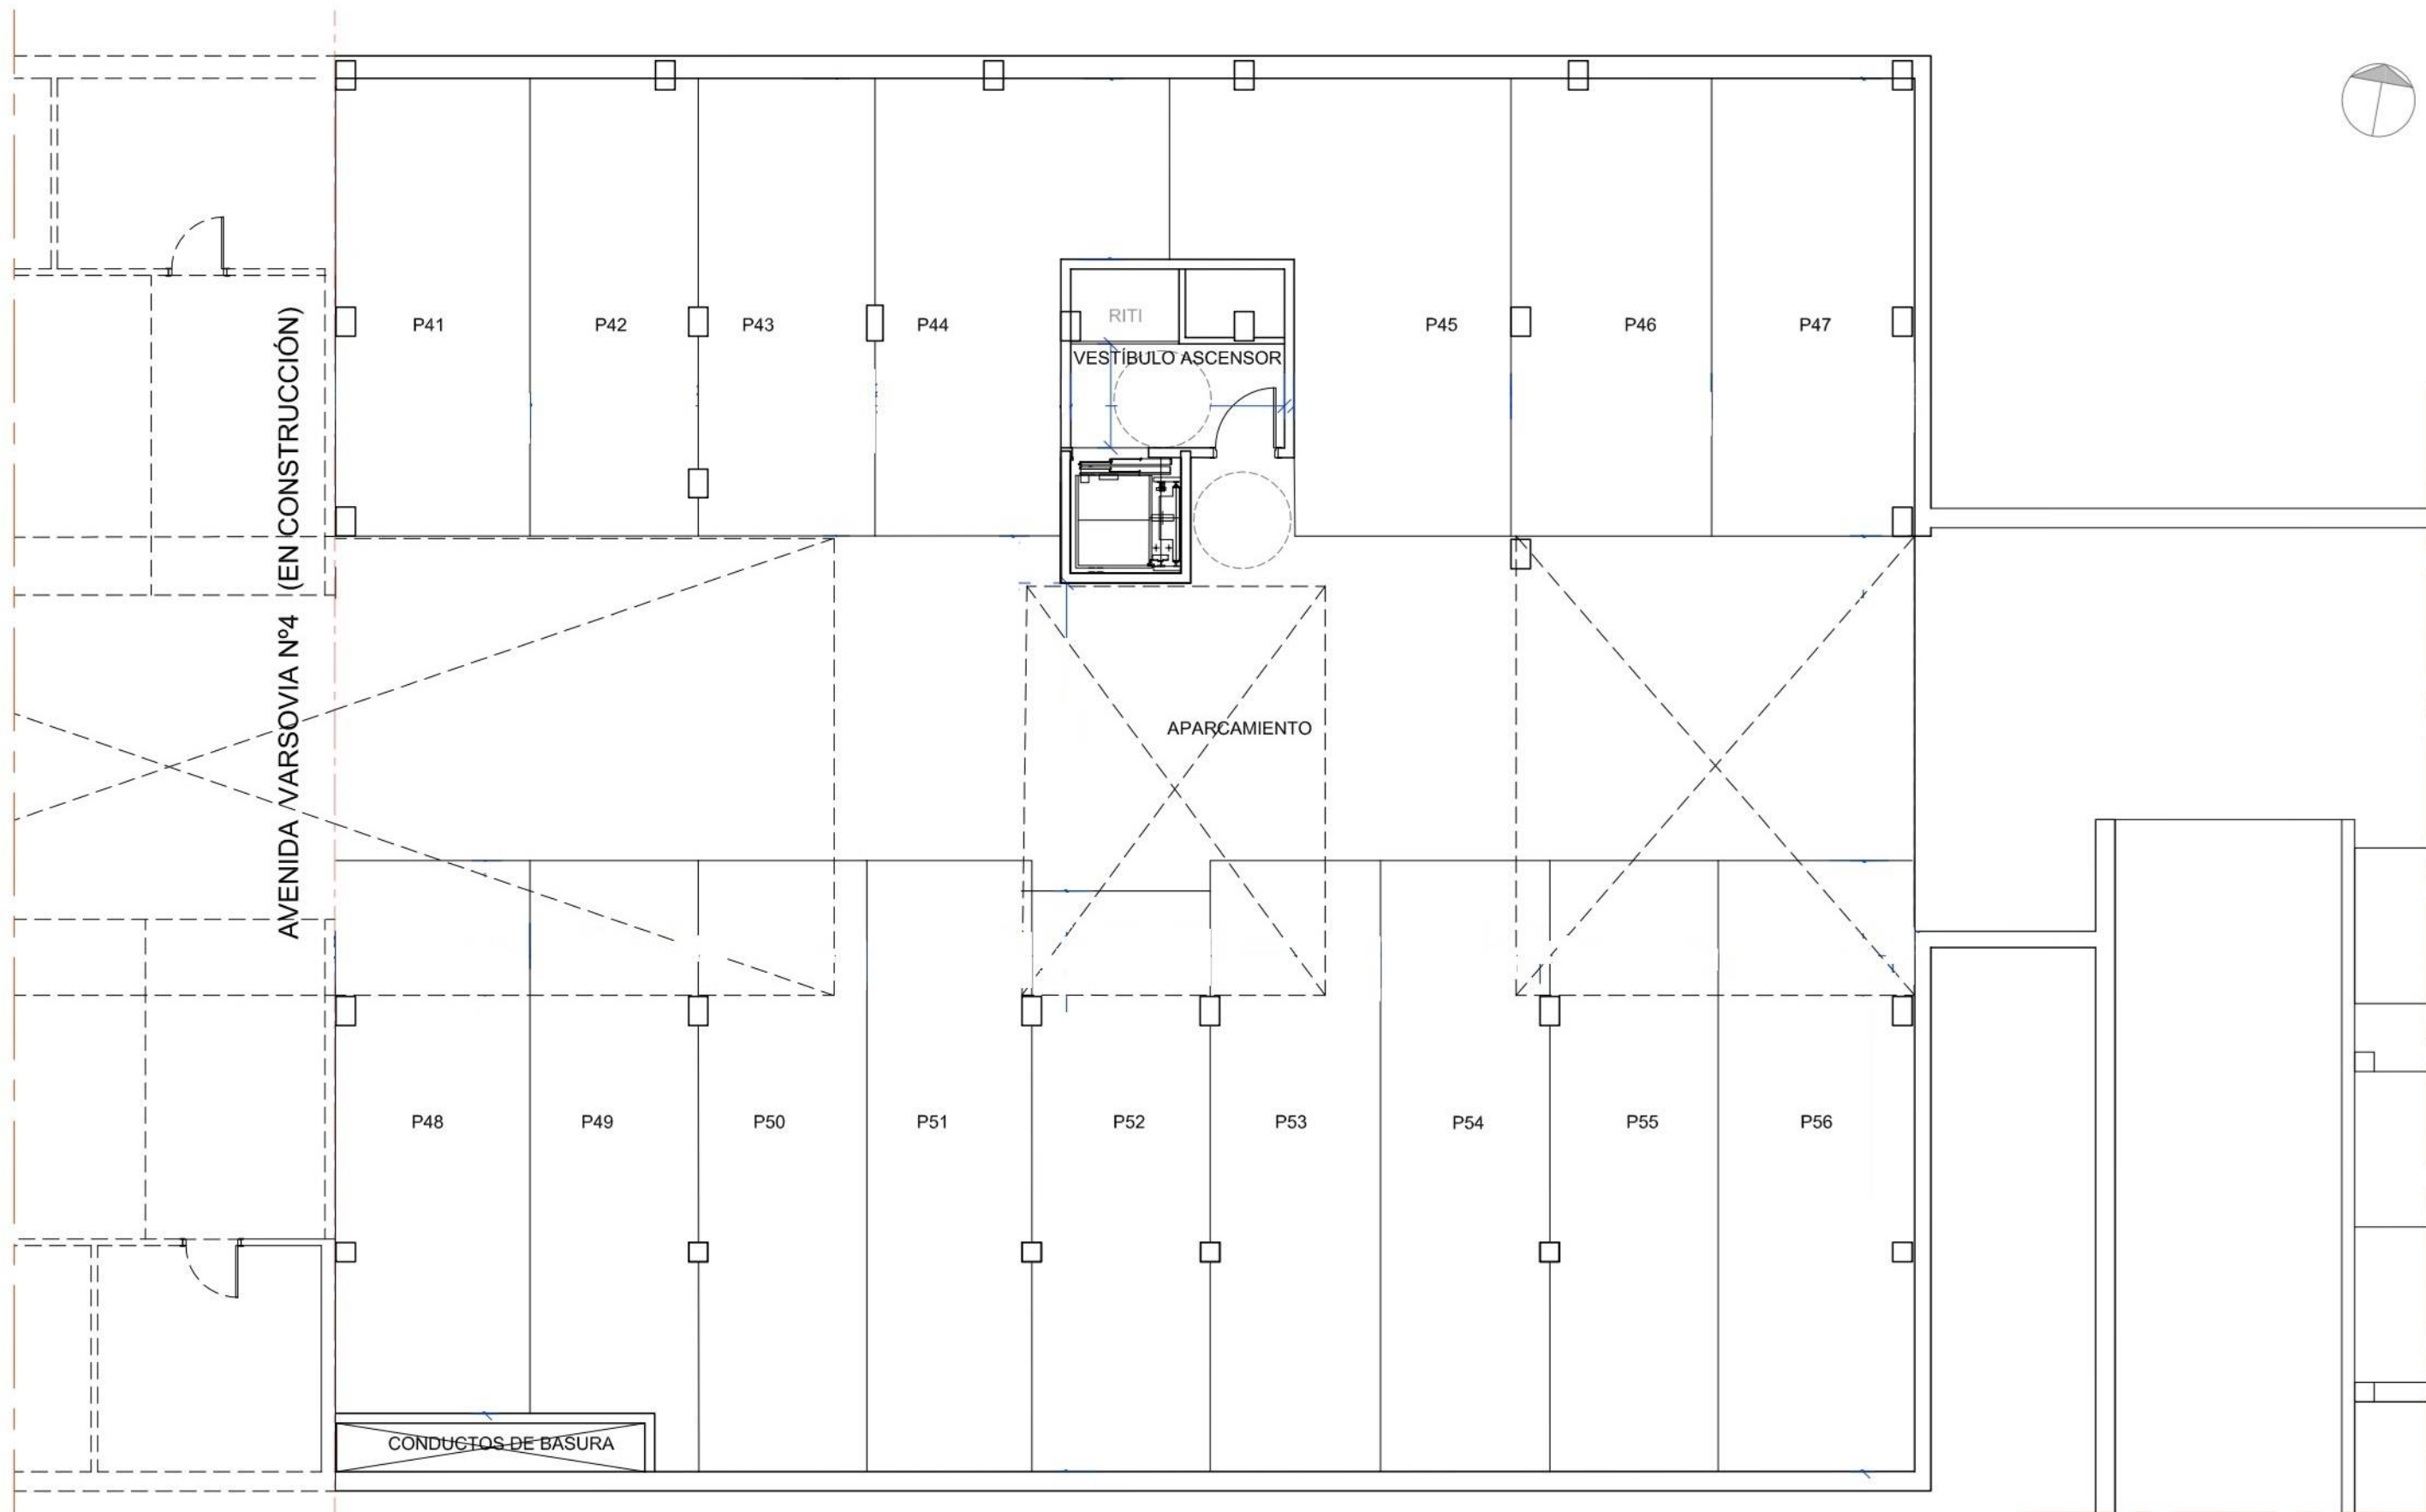 RITI
P41
P42
P43
P44
P45
P46
P47
VESTÍBULO ASCENSOR
AVENIDA VARSOVIA Nº4 (EN CONSTRUCCIÓN)
APARCAMIENTO
P48
P49
P50
P51
P52
P53
P54
P55
P56
CONDUCTOS DE BASURA